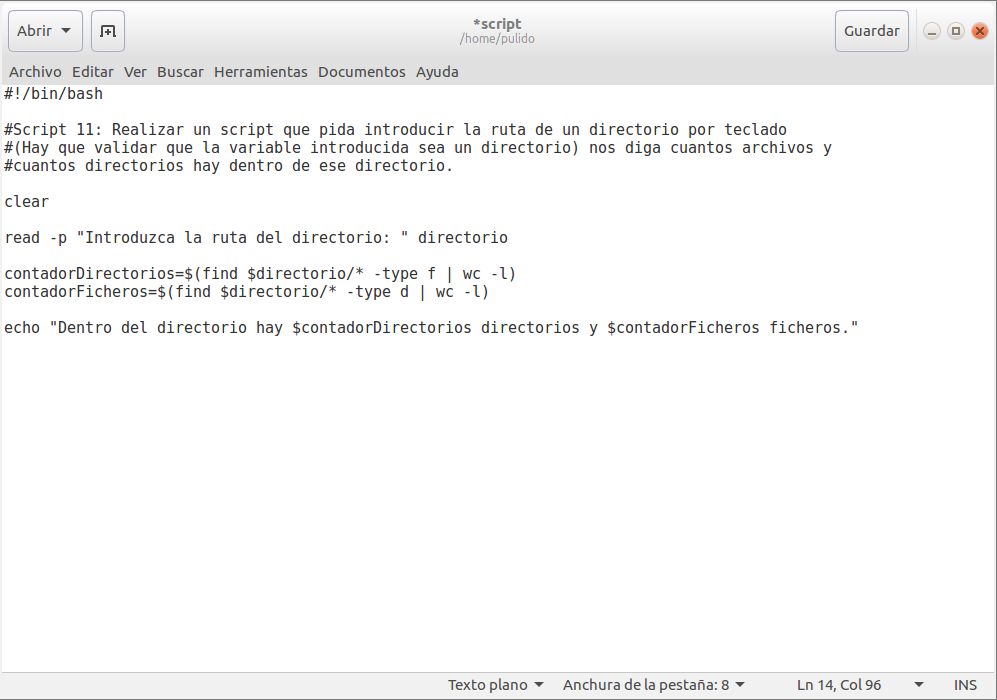 Abrir
*script
/home/pulido
Guardar
Archivo Editar Ver Buscar Herramientas Documentos Ayuda
#!/bin/bash
#Script 11: Realizar un script que pida introducir la ruta de un directorio por teclado
#(Hay que validar que la variable introducida sea un directorio) nos diga cuantos archivos y
#cuantos directorios hay dentro de ese directorio.
clear
read -p "Introduzca la ruta del directorio: " directorio
contadorDirectorios=$(find $directorio/* -type f | wc -l)
contadorFicheros=$(find $directorio/* -type d | wc -l)
echo "Dentro del directorio hay $contadorDirectorios directorios y $contadorFicheros ficheros."
Texto plano Anchura de la pestaña: 8 Ln 14, Col 96 INS